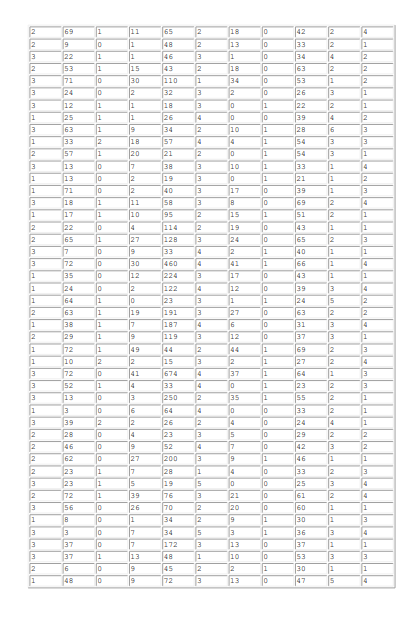 2 69 1 11 65 2 18 0 42 2 4
2 9 0 1 48 2 13 0 33 2 1
3 22 1 1 46 3 1 0 34 4 2
2 53 1 15 43 2 18 0 63 2 2
3 71 0 30 110 1 34 0 53 1 2
3 24 0 2 32 3 2 0 26 3 1
3 12 1 1 18 3 0 1 22 2 1
1 25 1 1 26 4 0 0 39 4 2
3 63 1 9 34 2 10 1 28 6 3
1 33 2 18 57 4 4 1 54 3 3
2 57 1 20 21 2 0 1 54 3 1
3 13 0 7 38 3 10 1 33 1 4
1 13 0 2 19 3 0 1 21 1 2
1 71 0 2 40 3 17 0 39 1 3
3 18 1 11 58 3 8 0 69 2 4
1 17 1 10 95 2 15 1 51 2 1
2 22 0 4 114 2 19 0 43 1 1
2 65 1 27 128 3 24 0 65 2 3
3 7 0 9 33 4 2 1 40 1 1
3 72 0 30 460 4 41 1 66 1 4
1 35 0 12 224 3 17 0 43 1 1
1 24 0 2 122 4 12 0 39 3 4
1 64 1 0 23 3 1 1 24 5 2
2 63 1 19 191 3 27 0 63 2 2
1 38 1 7 187 4 6 0 31 3 4
2 29 1 9 119 3 12 0 37 3 1
1 72 1 49 44 2 44 1 69 2 3
1 10 2 2 15 3 2 1 27 2 4
3 72 0 41 674 4 37 1 64 1 3
3 52 1 4 33 4 0 1 23 2 3
3 13 0 3 250 2 35 1 55 2 1
1 3 0 6 64 4 0 0 33 2 1
3 39 2 2 26 2 4 0 24 4 1
2 28 0 4 23 3 5 0 29 2 2
2 46 0 9 52 4 7 0 42 3 2
2 62 0 27 200 3 9 1 46 1 1
2 23 1 7 28 1 4 0 33 2 3
3 23 1 5 19 5 0 0 25 3 4
2 72 1 39 76 3 21 0 61 2 4
3 56 0 26 70 2 20 0 60 1 1
1 8 0 1 34 2 9 1 30 1 3
3 3 0 7 34 5 3 1 36 3 4
3 37 0 7 172 3 13 0 37 1 1
3 37 1 13 48 1 10 0 53 3 3
2 6 0 9 45 2 2 1 30 1 1
1 48 0 9 72 3 13 0 47 5 4